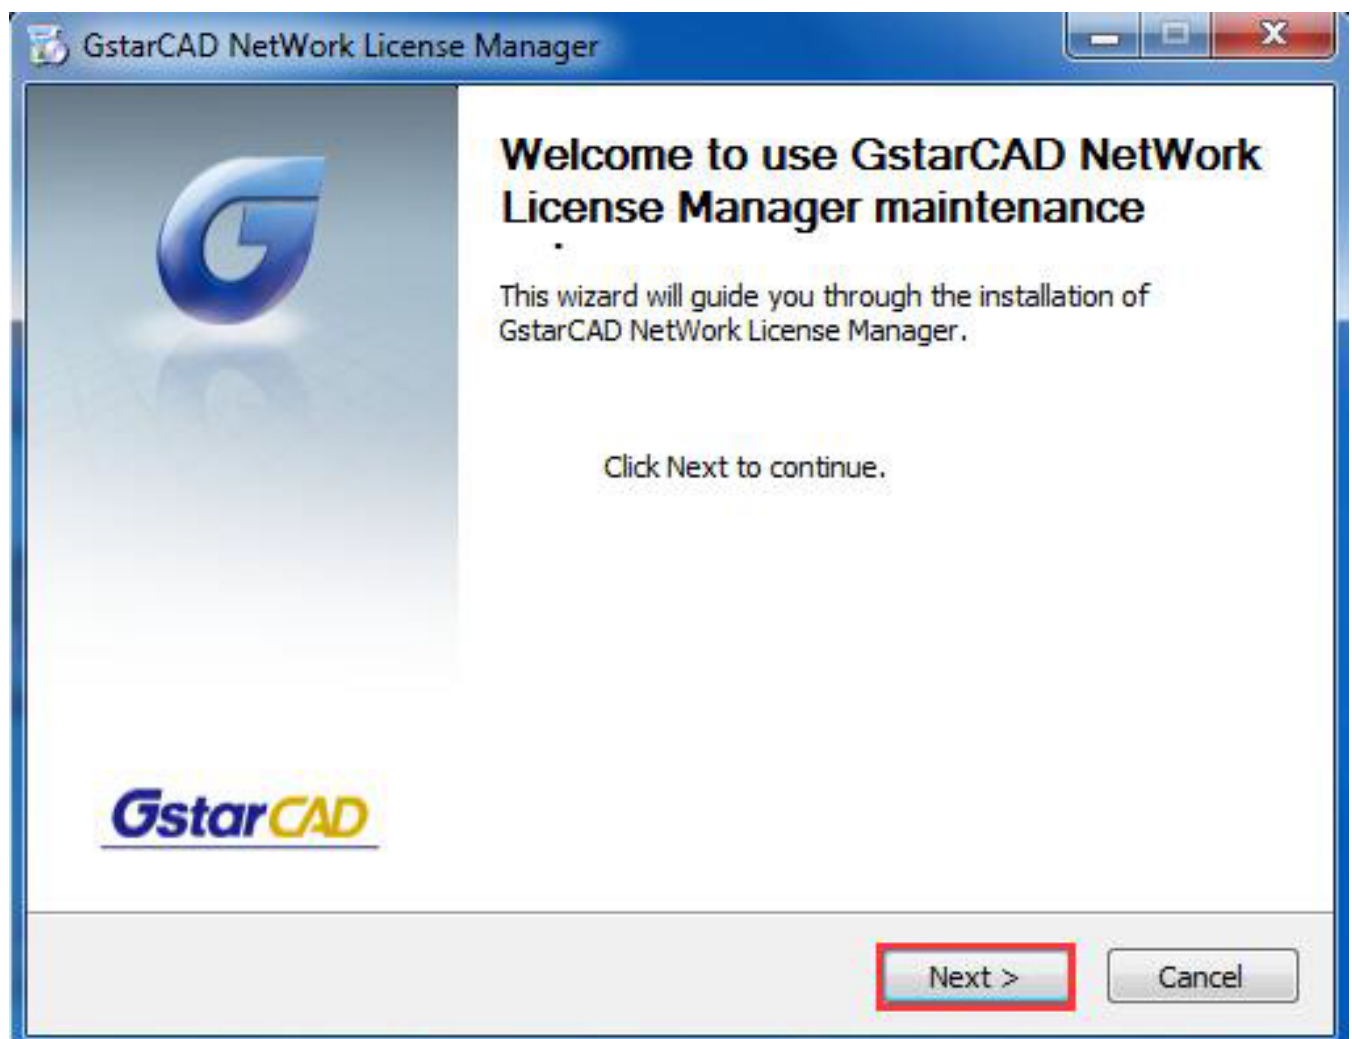 GstarCAD NetWork License Manager
Welcome to use GstarCAD NetWork
License Manager maintenance
This wizard will guide you through the installation of
GstarCAD NetWork License Manager.
Click Next to continue.
GstarCAD
Next >
Cancel